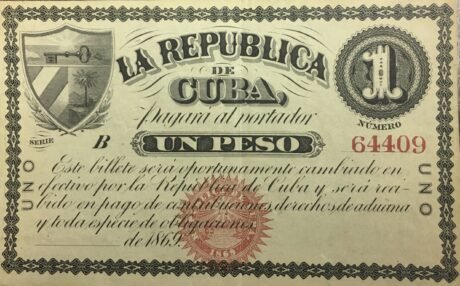 LA REPUBLICA
DE
CUBA,
1
Pagará al portador
NÚMERO
SERIE B UN PESO 64409
UNO
Este billete será oportunamente cambiado en
efectivo por la República de Cuba y será reci-
bido en pago de contribuciones, derechos de aduana
y toda especie de obligaciones.
de 1869.
UNO
1869